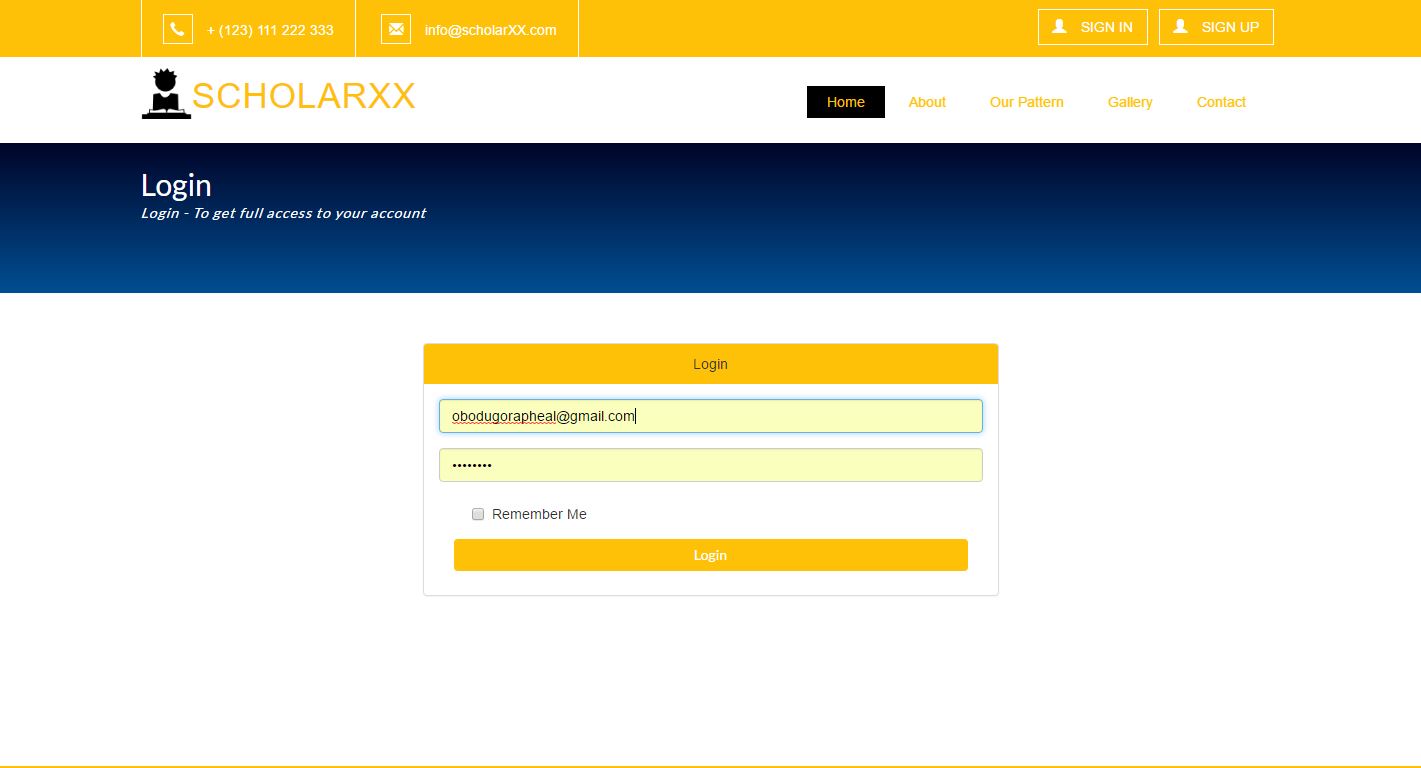 + (123) 111 222 333
info@scholarXX.com
SIGN IN
SIGN UP
SCHOLARXX
Home
About
Our Pattern
Gallery
Contact
Login
Login - To get full access to your account
Login
obodugorapheal@gmail.com
••••••••
Remember Me
Login